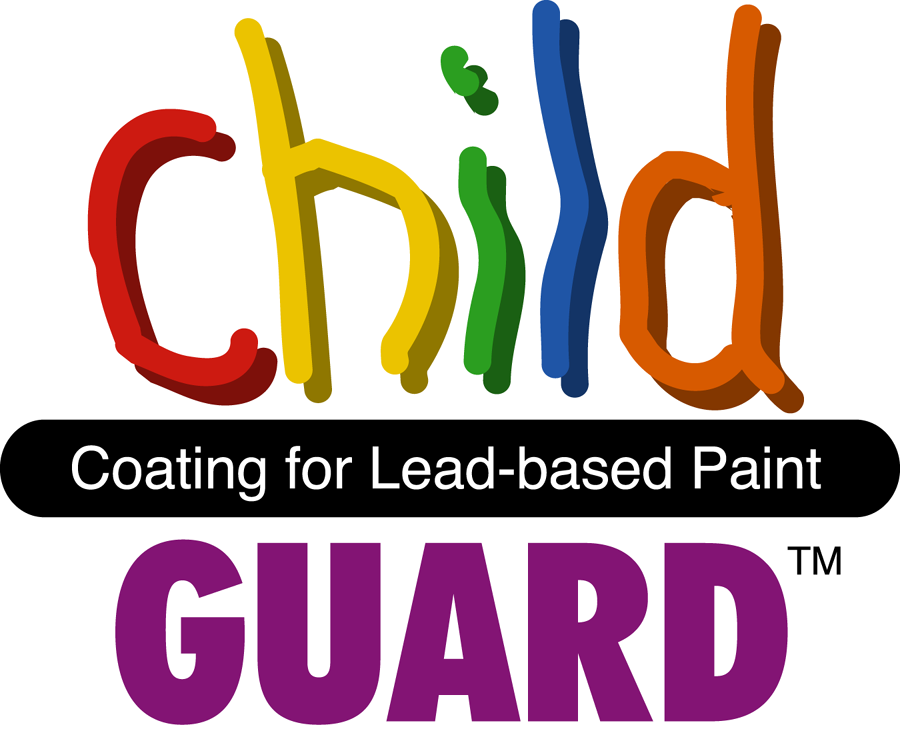 child
Coating for Lead-based Paint
GUARD™